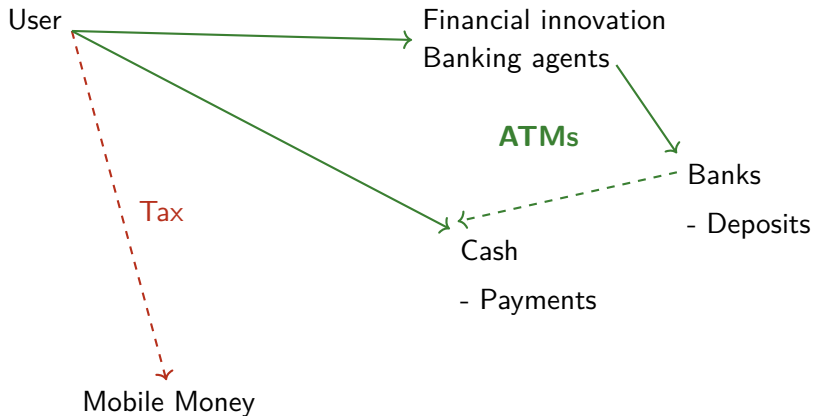 User
Financial innovation
Banking agents
ATMs
Banks
- Deposits
Tax
Cash
- Payments
Mobile Money